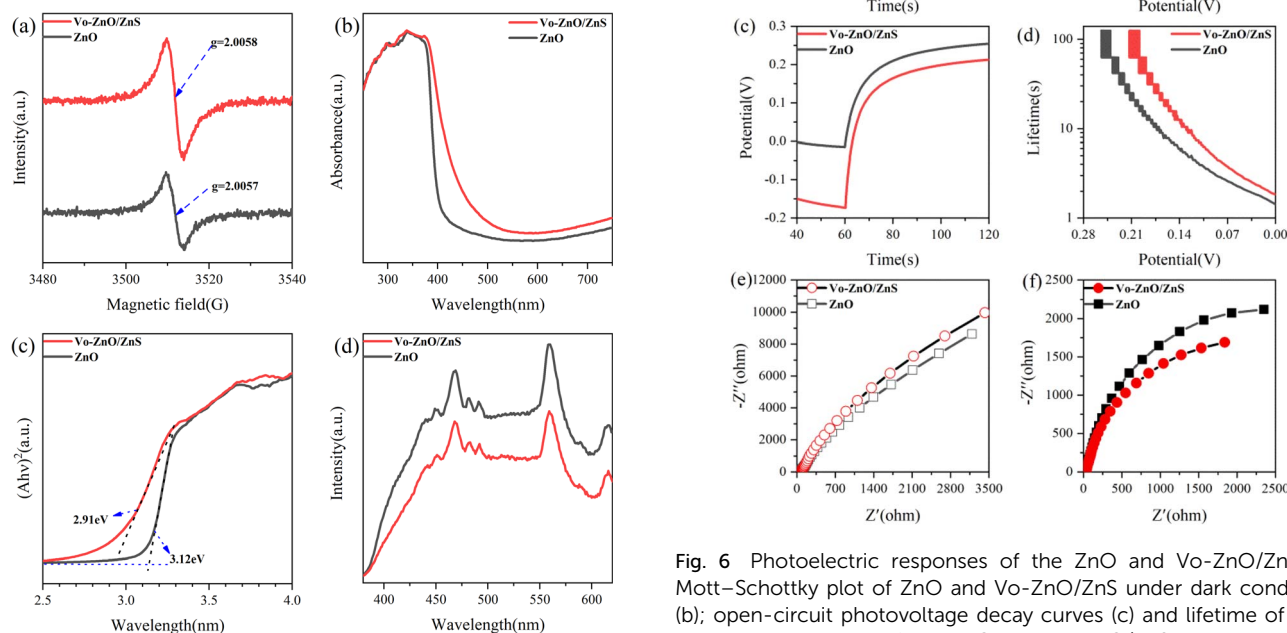 (a)
Vo-ZnO/ZnS
ZnO
g=2.0058
g=2.0057
Intensity(a.u.)
3480 3500 3520 3540
Magnetic field(G)
(b)
Vo-ZnO/ZnS
ZnO
Absorbance(a.u.)
300 400 500 600 700
Wavelength(nm)
(c)
Vo-ZnO/ZnS
ZnO
(Ahν)²(a.u.)
2.91eV
3.12eV
2.5 3.0 3.5 4.0
Wavelength(nm)
(d)
Vo-ZnO/ZnS
ZnO
Intensity(a.u.)
400 450 500 550 600
Wavelength(nm)
Time(s)
Potential(V)
(c)
Vo-ZnO/ZnS
ZnO
Potential(V)
0.3
0.2
0.1
0.0
-0.1
-0.2
40 60 80 100 120
Time(s)
(d)
Vo-ZnO/ZnS
ZnO
Lifetime(s)
100
10
1
0.28 0.21 0.14 0.07 0.00
Potential(V)
(e)
Vo-ZnO/ZnS
ZnO
-Z″(ohm)
12000
10000
8000
6000
4000
2000
0
0 700 1400 2100 2800 3500
Z′(ohm)
(f)
Vo-ZnO/ZnS
ZnO
-Z″(ohm)
2500
2000
1500
1000
500
0
0 500 1000 1500 2000 2500
Z′(ohm)
Fig. 6 Photoelectric responses of the ZnO and Vo-ZnO/Zn
Mott–Schottky plot of ZnO and Vo-ZnO/ZnS under dark cond
(b); open-circuit photovoltage decay curves (c) and lifetime of